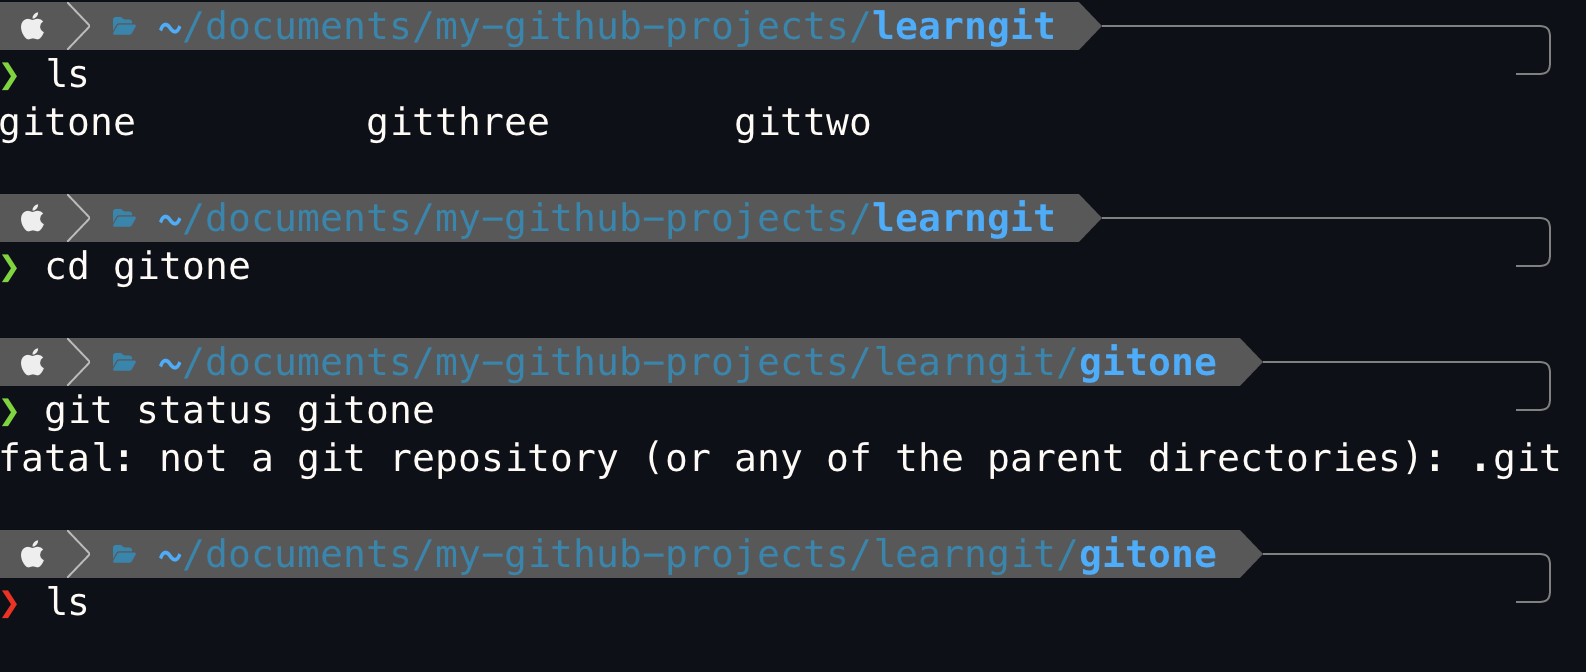 ~/documents/my-github-projects/learngit
❯ ls
gitone gitthree gittwo
~/documents/my-github-projects/learngit
❯ cd gitone
~/documents/my-github-projects/learngit/gitone
❯ git status gitone
fatal: not a git repository (or any of the parent directories): .git
~/documents/my-github-projects/learngit/gitone
❯ ls